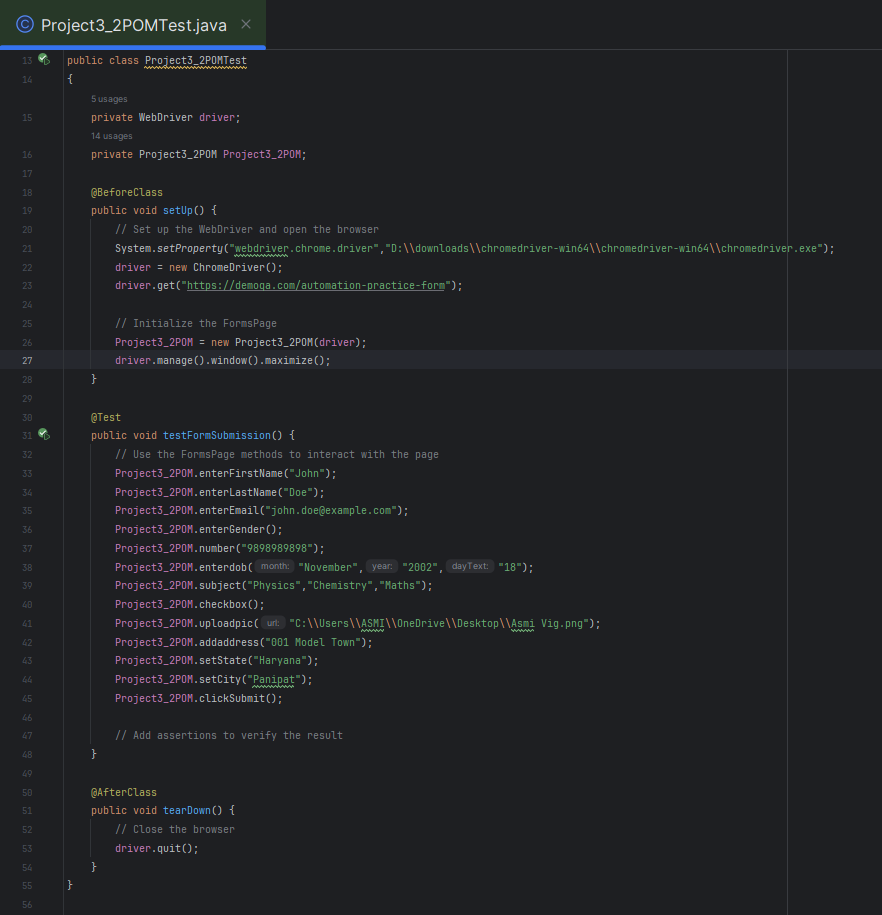 Project3_2POMTest.java
13 public class Project3_2POMTest
14 {
5 usages
15 private WebDriver driver;
14 usages
16 private Project3_2POM Project3_2POM;
17
18 @BeforeClass
19 public void setUp() {
20 // Set up the WebDriver and open the browser
21 System.setProperty("webdriver.chrome.driver","D:\\downloads\\chromedriver-win64\\chromedriver-win64\\chromedriver.exe");
22 driver = new ChromeDriver();
23 driver.get("https://demoqa.com/automation-practice-form");
24
25 // Initialize the FormsPage
26 Project3_2POM = new Project3_2POM(driver);
27 driver.manage().window().maximize();
28 }
29
30 @Test
31 public void testFormSubmission() {
32 // Use the FormsPage methods to interact with the page
33 Project3_2POM.enterFirstName("John");
34 Project3_2POM.enterLastName("Doe");
35 Project3_2POM.enterEmail("john.doe@example.com");
36 Project3_2POM.enterGender();
37 Project3_2POM.number("9898989898");
38 Project3_2POM.enterdob( month: "November", year: "2002", dayText: "18");
39 Project3_2POM.subject("Physics","Chemistry","Maths");
40 Project3_2POM.checkbox();
41 Project3_2POM.uploadpic( url: "C:\\Users\\ASMI\\OneDrive\\Desktop\\Asmi Vig.png");
42 Project3_2POM.addaddress("001 Model Town");
43 Project3_2POM.setState("Haryana");
44 Project3_2POM.setCity("Panipat");
45 Project3_2POM.clickSubmit();
46
47 // Add assertions to verify the result
48 }
49
50 @AfterClass
51 public void tearDown() {
52 // Close the browser
53 driver.quit();
54 }
55 }
56